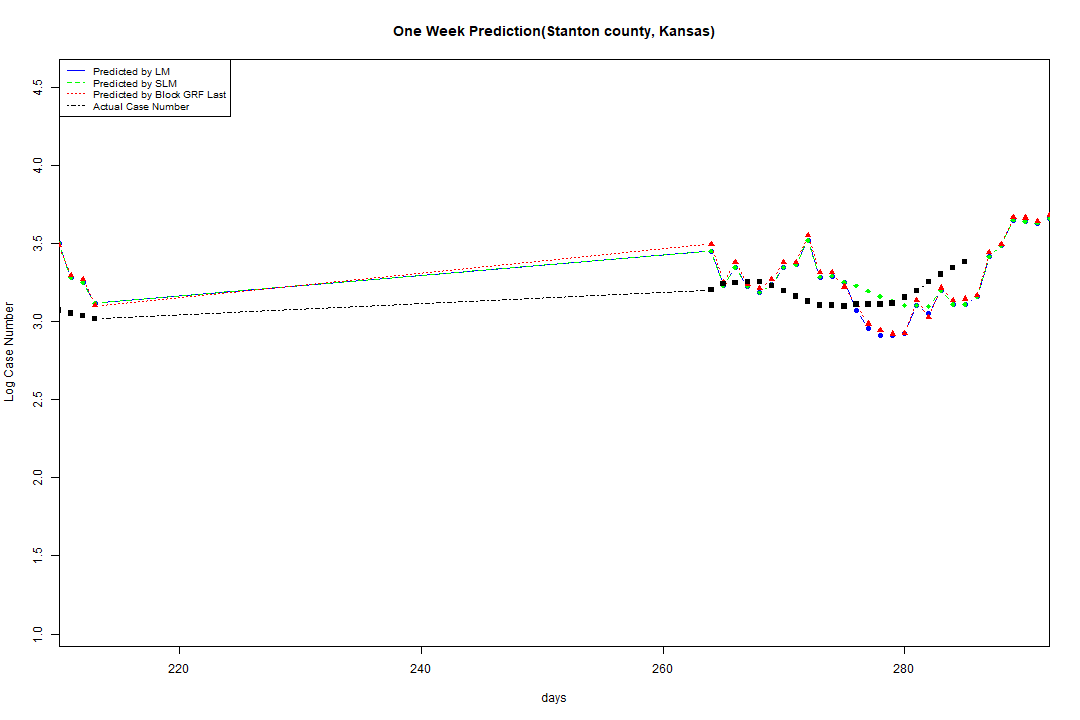 One Week Prediction(Stanton county, Kansas)
Predicted by LM
Predicted by SLM
Predicted by Block GRF Last
Actual Case Number
4.5
4.0
3.5
3.0
2.5
2.0
1.5
1.0
Log Case Number
220 240 260 280
days